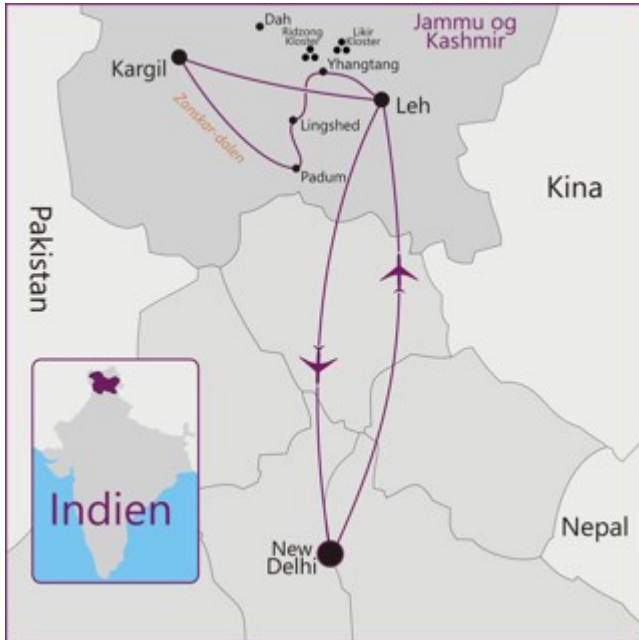 Dah
Ridzong
Kloster
Likir
Kloster
Jammu og
Kashmir
Kargil
Yhangtang
Leh
Zanskar-dalen
Lingshed
Padum
Kina
Pakistan
Indien
New
Delhi
Nepal